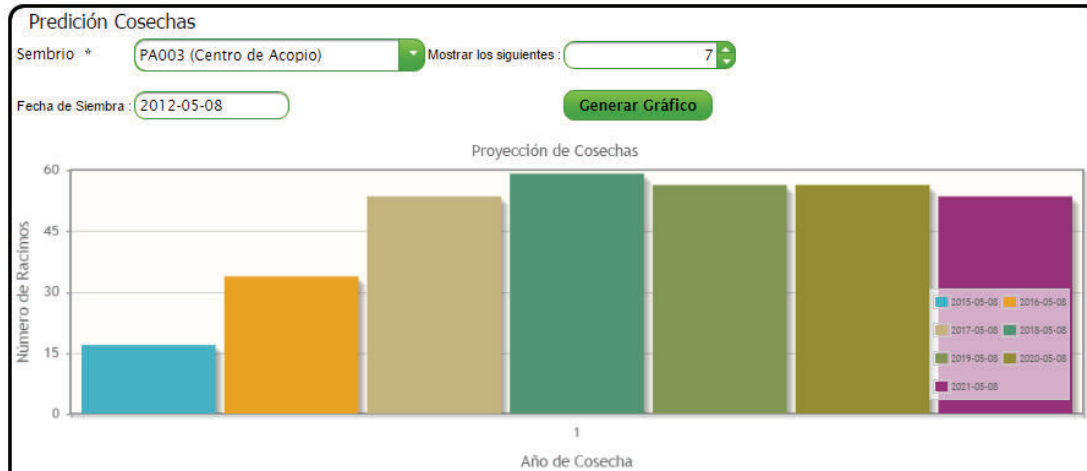 Predición Cosechas
Sembrio * PA003 (Centro de Acopio) Mostrar los siguientes : 7
Fecha de Siembra : 2012-05-08 Generar Gráfico
Proyección de Cosechas
60
45
30
15
0
Número de Racimos
2015-05-08 2016-05-08
2017-05-08 2018-05-08
2019-05-08 2020-05-08
2021-05-08
1
Año de Cosecha